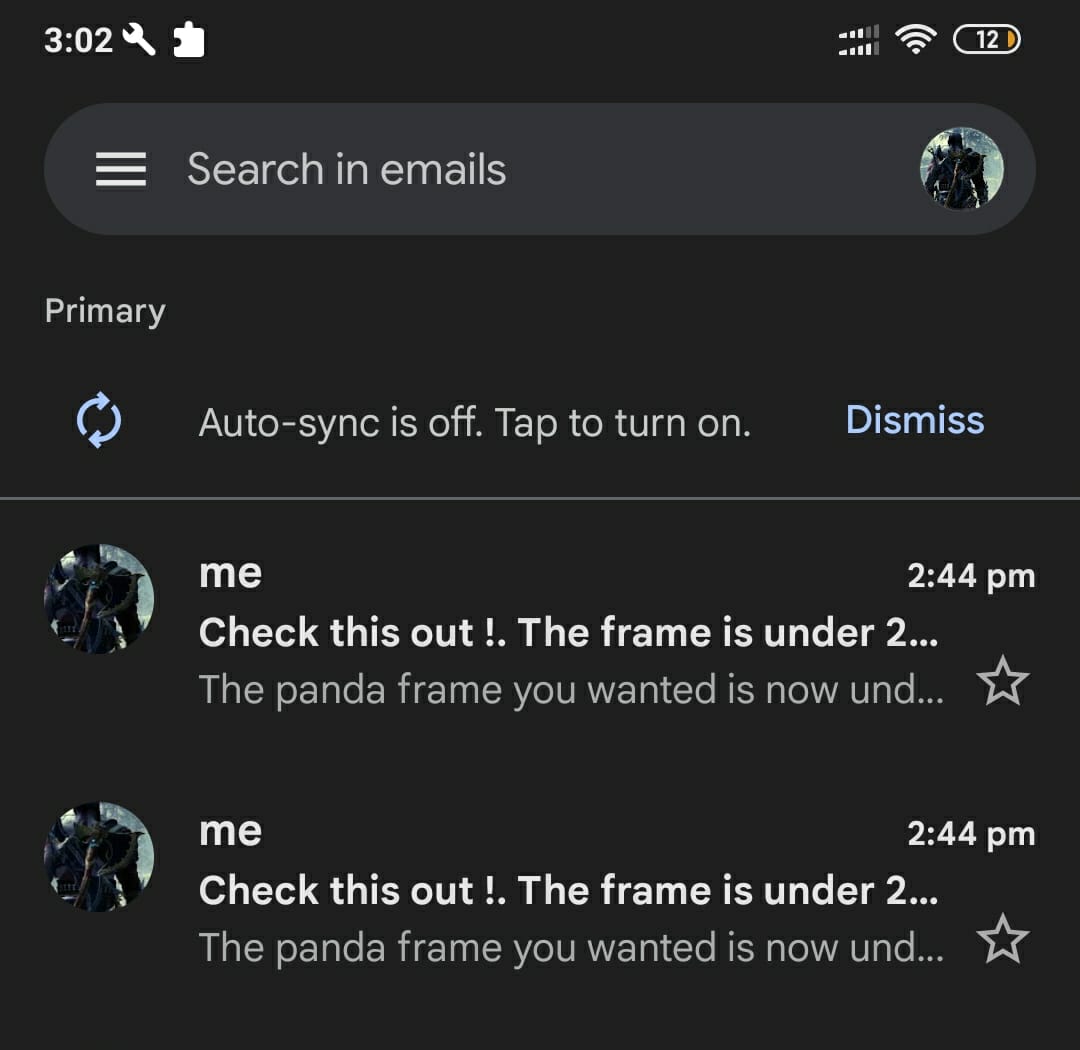 3:02 12
Search in emails
Primary
Auto-sync is off. Tap to turn on. Dismiss
me 2:44 pm
Check this out !. The frame is under 2...
The panda frame you wanted is now und...
me 2:44 pm
Check this out !. The frame is under 2...
The panda frame you wanted is now und...